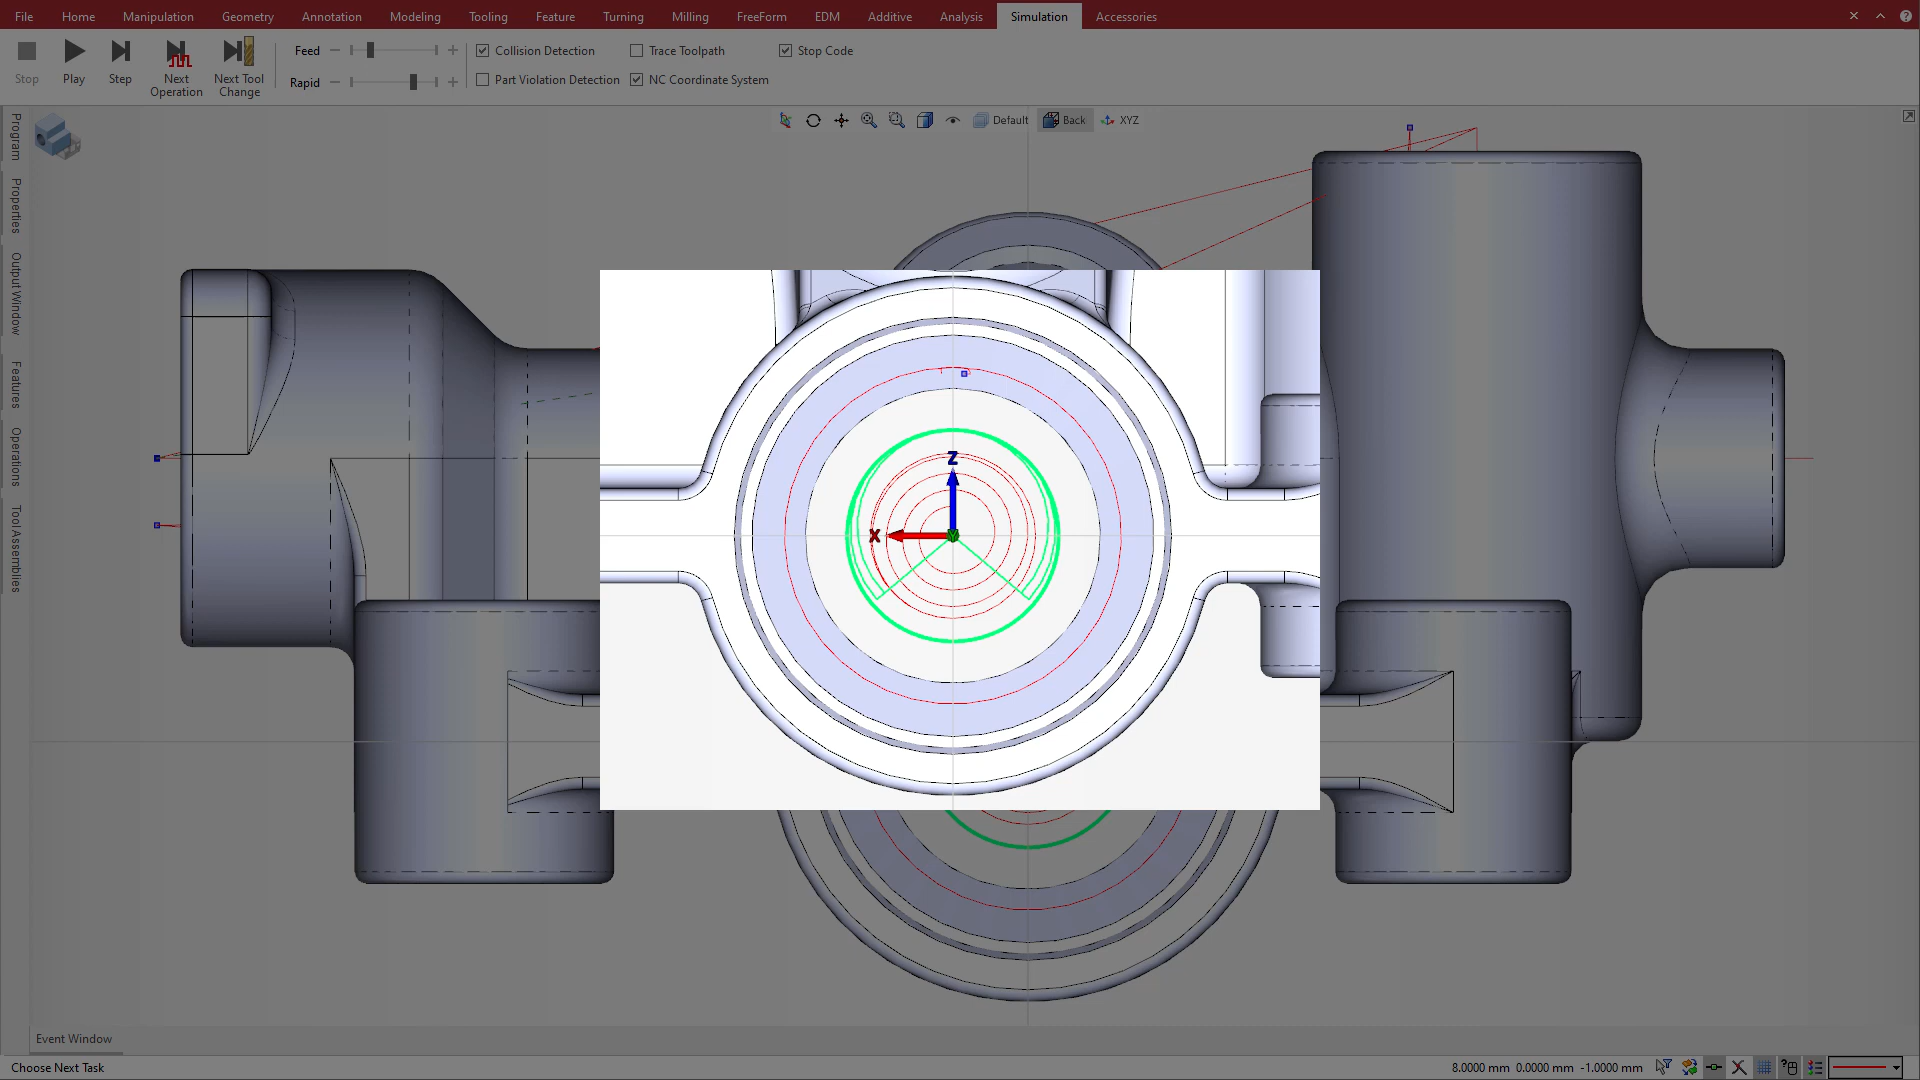 File Home Manipulation Geometry Annotation Modeling Tooling Feature Turning Milling FreeForm EDM Additive Analysis Simulation Accessories
Stop
Play
Step
Next Operation
Next Tool Change
Feed
Rapid
Collision Detection
Trace Toolpath
Stop Code
Part Violation Detection
NC Coordinate System
Default
Back
XYZ
Program
Properties
Output Window
Features
Operations
Tool Assemblies
Z
X
Event Window
Choose Next Task
8.0000 mm 0.0000 mm -1.0000 mm